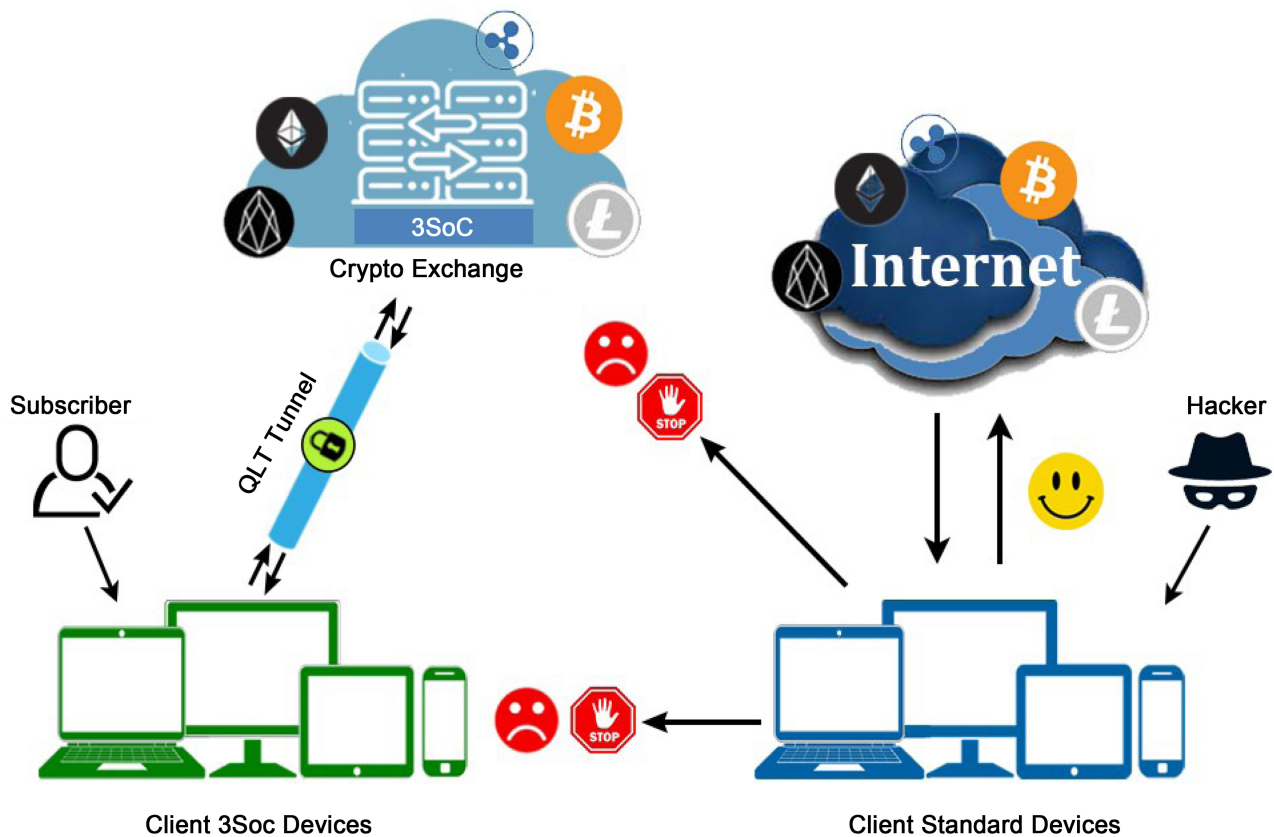 3SoC
Crypto Exchange
Internet
Subscriber
QLT Tunnel
STOP
Hacker
STOP
Client 3Soc Devices
Client Standard Devices